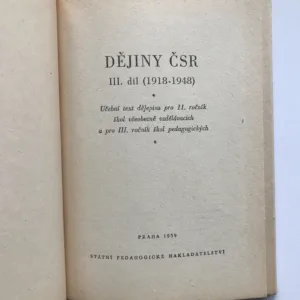 DĚJINY ČSR
III. díl (1918-1948)
Učební text dějepisu pro 11. ročník
škol všeobecně vzdělávacích
a pro III. ročník škol pedagogických
PRAHA
STÁTNÍ PEDAGOGICKÉ NAKLADATELSTVÍ